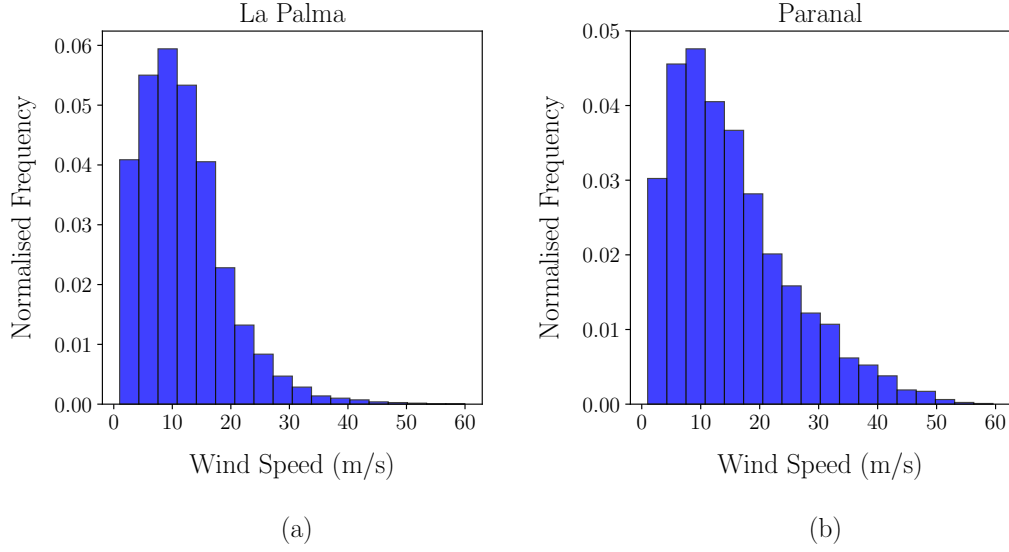 La Palma
0.06
0.05
0.04
0.03
0.02
0.01
0.00
Normalised Frequency
0 10 20 30 40 50 60
Wind Speed (m/s)
(a)
Paranal
0.05
0.04
0.03
0.02
0.01
0.00
Normalised Frequency
0 10 20 30 40 50 60
Wind Speed (m/s)
(b)